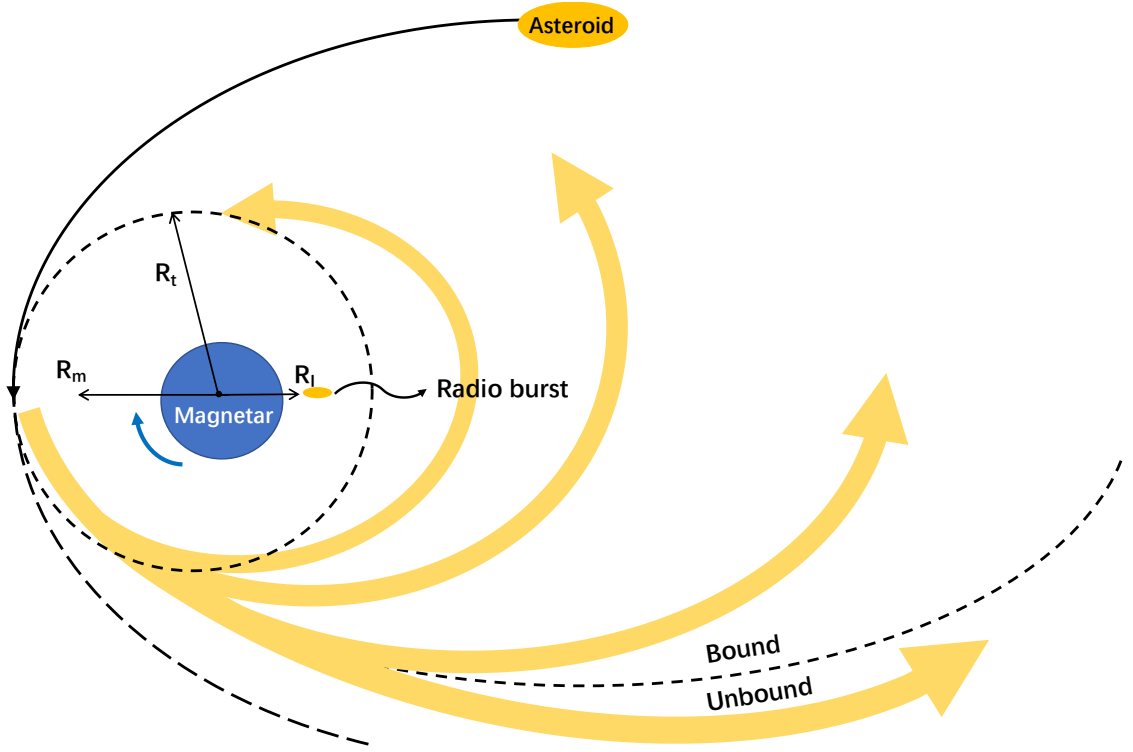 Asteroid
Rt
Rm
Rl
Radio burst
Magnetar
Bound
Unbound